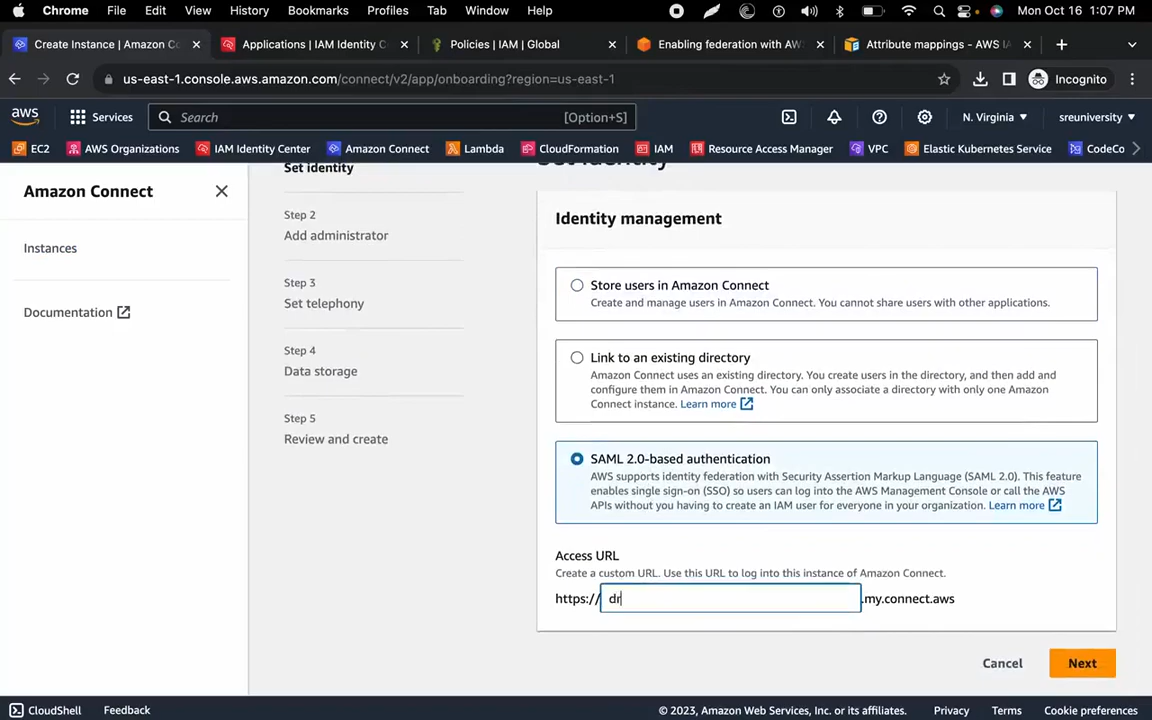 Chrome File Edit View History Bookmarks Profiles Tab Window Help Mon Oct 16 1:07 PM
Create Instance | Amazon Co Applications | IAM Identity C Policies | IAM | Global Enabling federation with AW Attribute mappings - AWS IA
us-east-1.console.aws.amazon.com/connect/v2/app/onboarding?region=us-east-1 Incognito
aws Services Search [Option+S] N. Virginia sreuniversity
EC2 AWS Organizations IAM Identity Center Amazon Connect Lambda CloudFormation IAM Resource Access Manager VPC Elastic Kubernetes Service CodeCo
Amazon Connect
Instances
Documentation
Set identity
Step 2
Add administrator
Step 3
Set telephony
Step 4
Data storage
Step 5
Review and create
Set identity
Identity management
Store users in Amazon Connect
Create and manage users in Amazon Connect. You cannot share users with other applications.
Link to an existing directory
Amazon Connect uses an existing directory. You create users in the directory, and then add and
configure them in Amazon Connect. You can only associate a directory with only one Amazon
Connect instance. Learn more
SAML 2.0-based authentication
AWS supports identity federation with Security Assertion Markup Language (SAML 2.0). This feature
enables single sign-on (SSO) so users can log into the AWS Management Console or call the AWS
APIs without you having to create an IAM user for everyone in your organization. Learn more
Access URL
Create a custom URL. Use this URL to log into this instance of Amazon Connect.
https:// dr .my.connect.aws
Cancel Next
CloudShell Feedback © 2023, Amazon Web Services, Inc. or its affiliates. Privacy Terms Cookie preferences